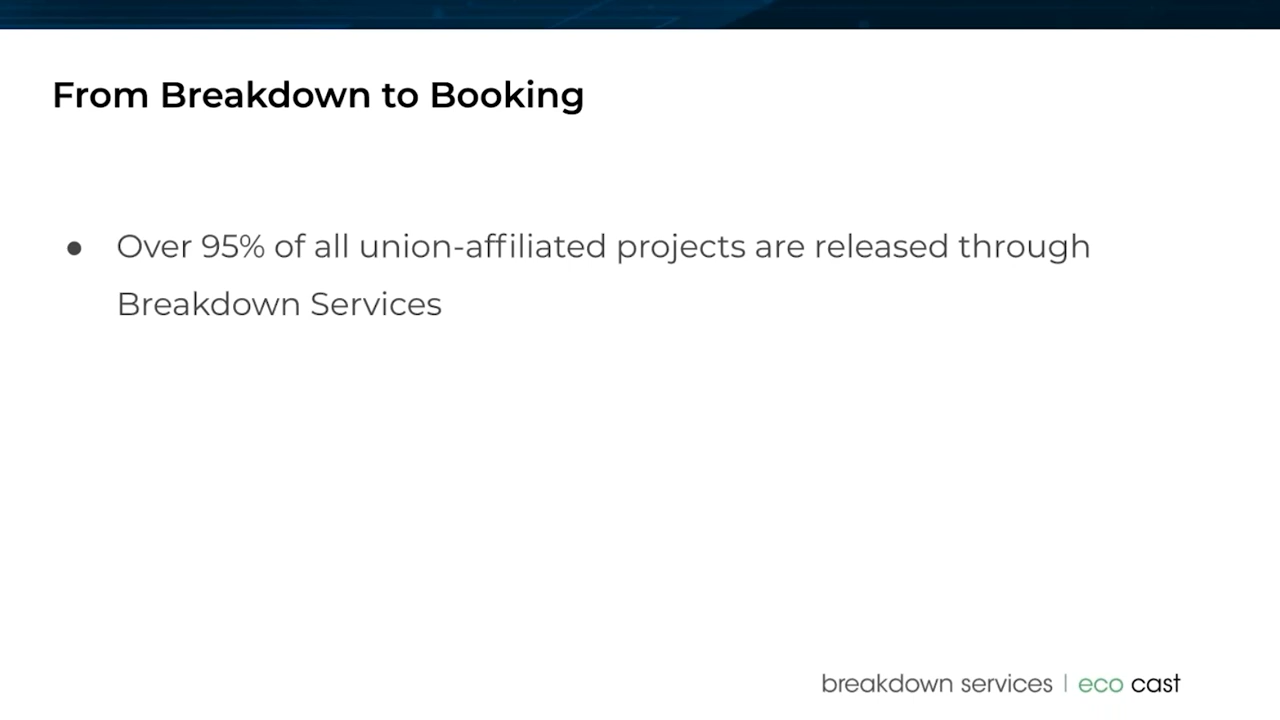 From Breakdown to Booking
● Over 95% of all union-affiliated projects are released through
Breakdown Services
breakdown services | eco cast